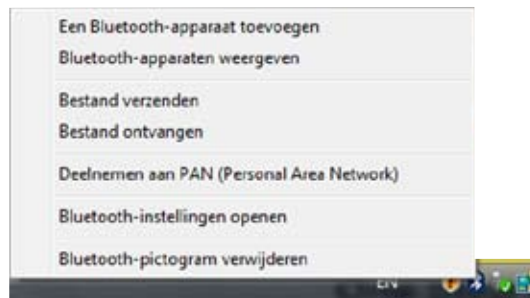 Een Bluetooth-apparaat toevoegen
Bluetooth-apparaten weergeven
Bestand verzenden
Bestand ontvangen
Deelnemen aan PAN (Personal Area Network)
Bluetooth-instellingen openen
Bluetooth-pictogram verwijderen
EN